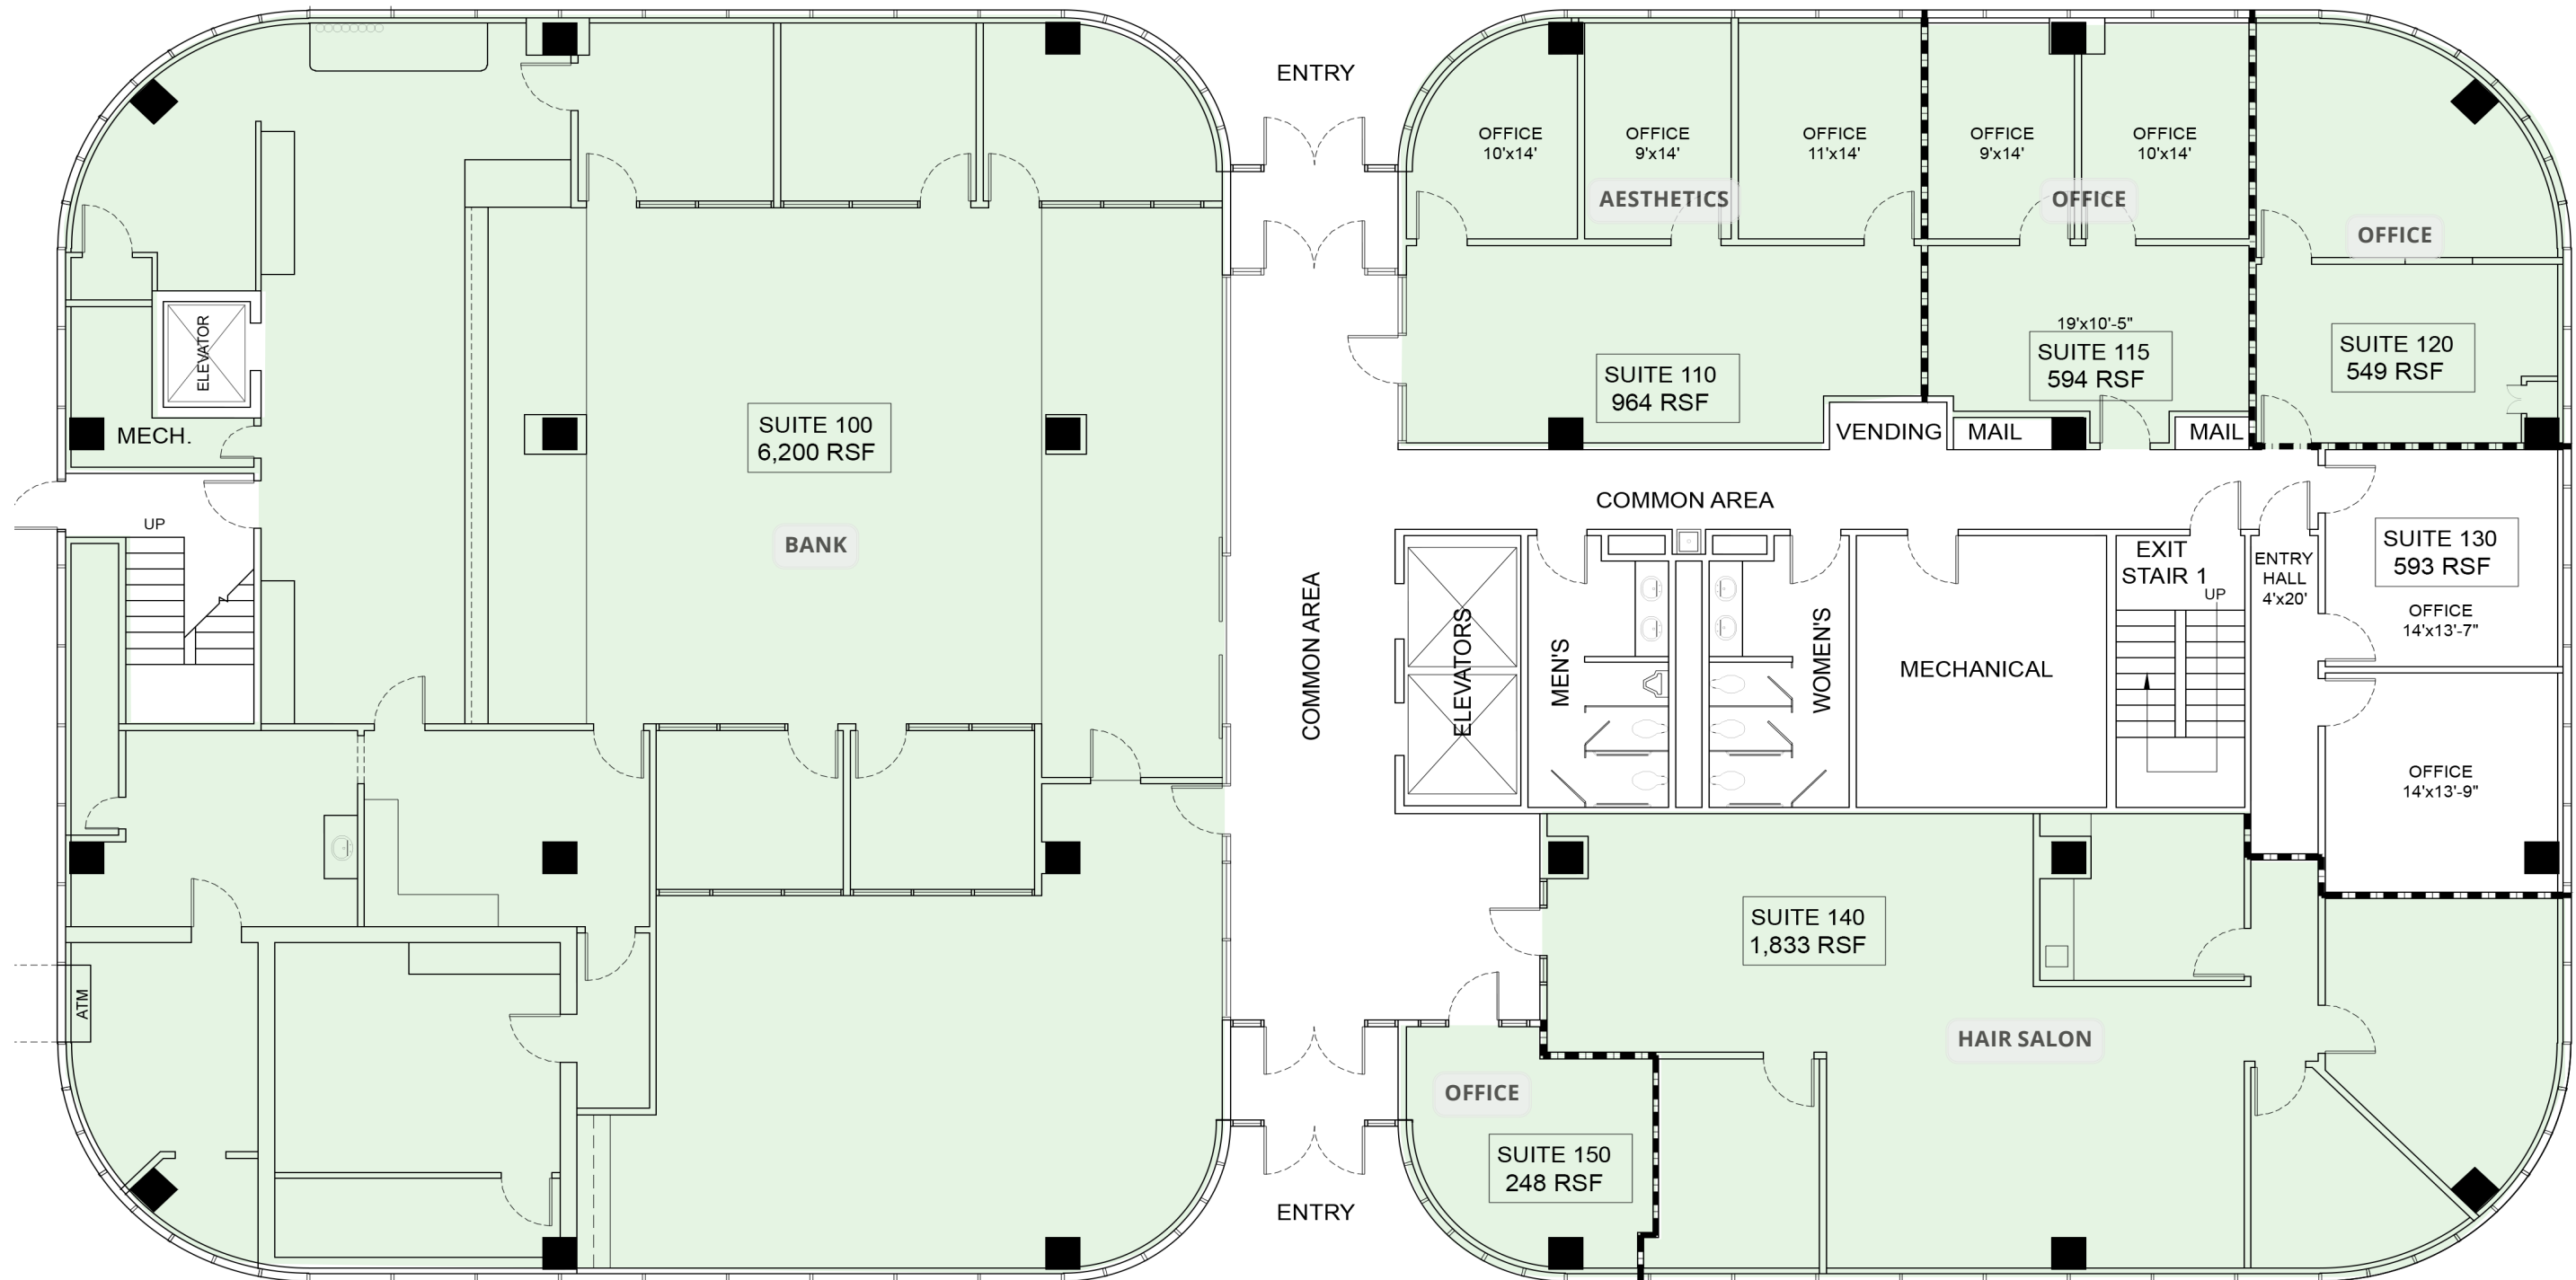 ENTRY
OFFICE
10'x14'
OFFICE
9'x14'
OFFICE
11'x14'
OFFICE
9'x14'
OFFICE
10'x14'
AESTHETICS
OFFICE
OFFICE
ELEVATOR
19'x10'-5"
SUITE 110
964 RSF
SUITE 115
594 RSF
SUITE 120
549 RSF
MECH.
SUITE 100
6,200 RSF
VENDING
MAIL
MAIL
COMMON AREA
UP
BANK
EXIT
STAIR 1
UP
ENTRY
HALL
4'x20'
SUITE 130
593 RSF
OFFICE
14'x13'-7"
COMMON AREA
ELEVATORS
MEN'S
WOMEN'S
MECHANICAL
OFFICE
14'x13'-9"
ATM
SUITE 140
1,833 RSF
HAIR SALON
OFFICE
SUITE 150
248 RSF
ENTRY